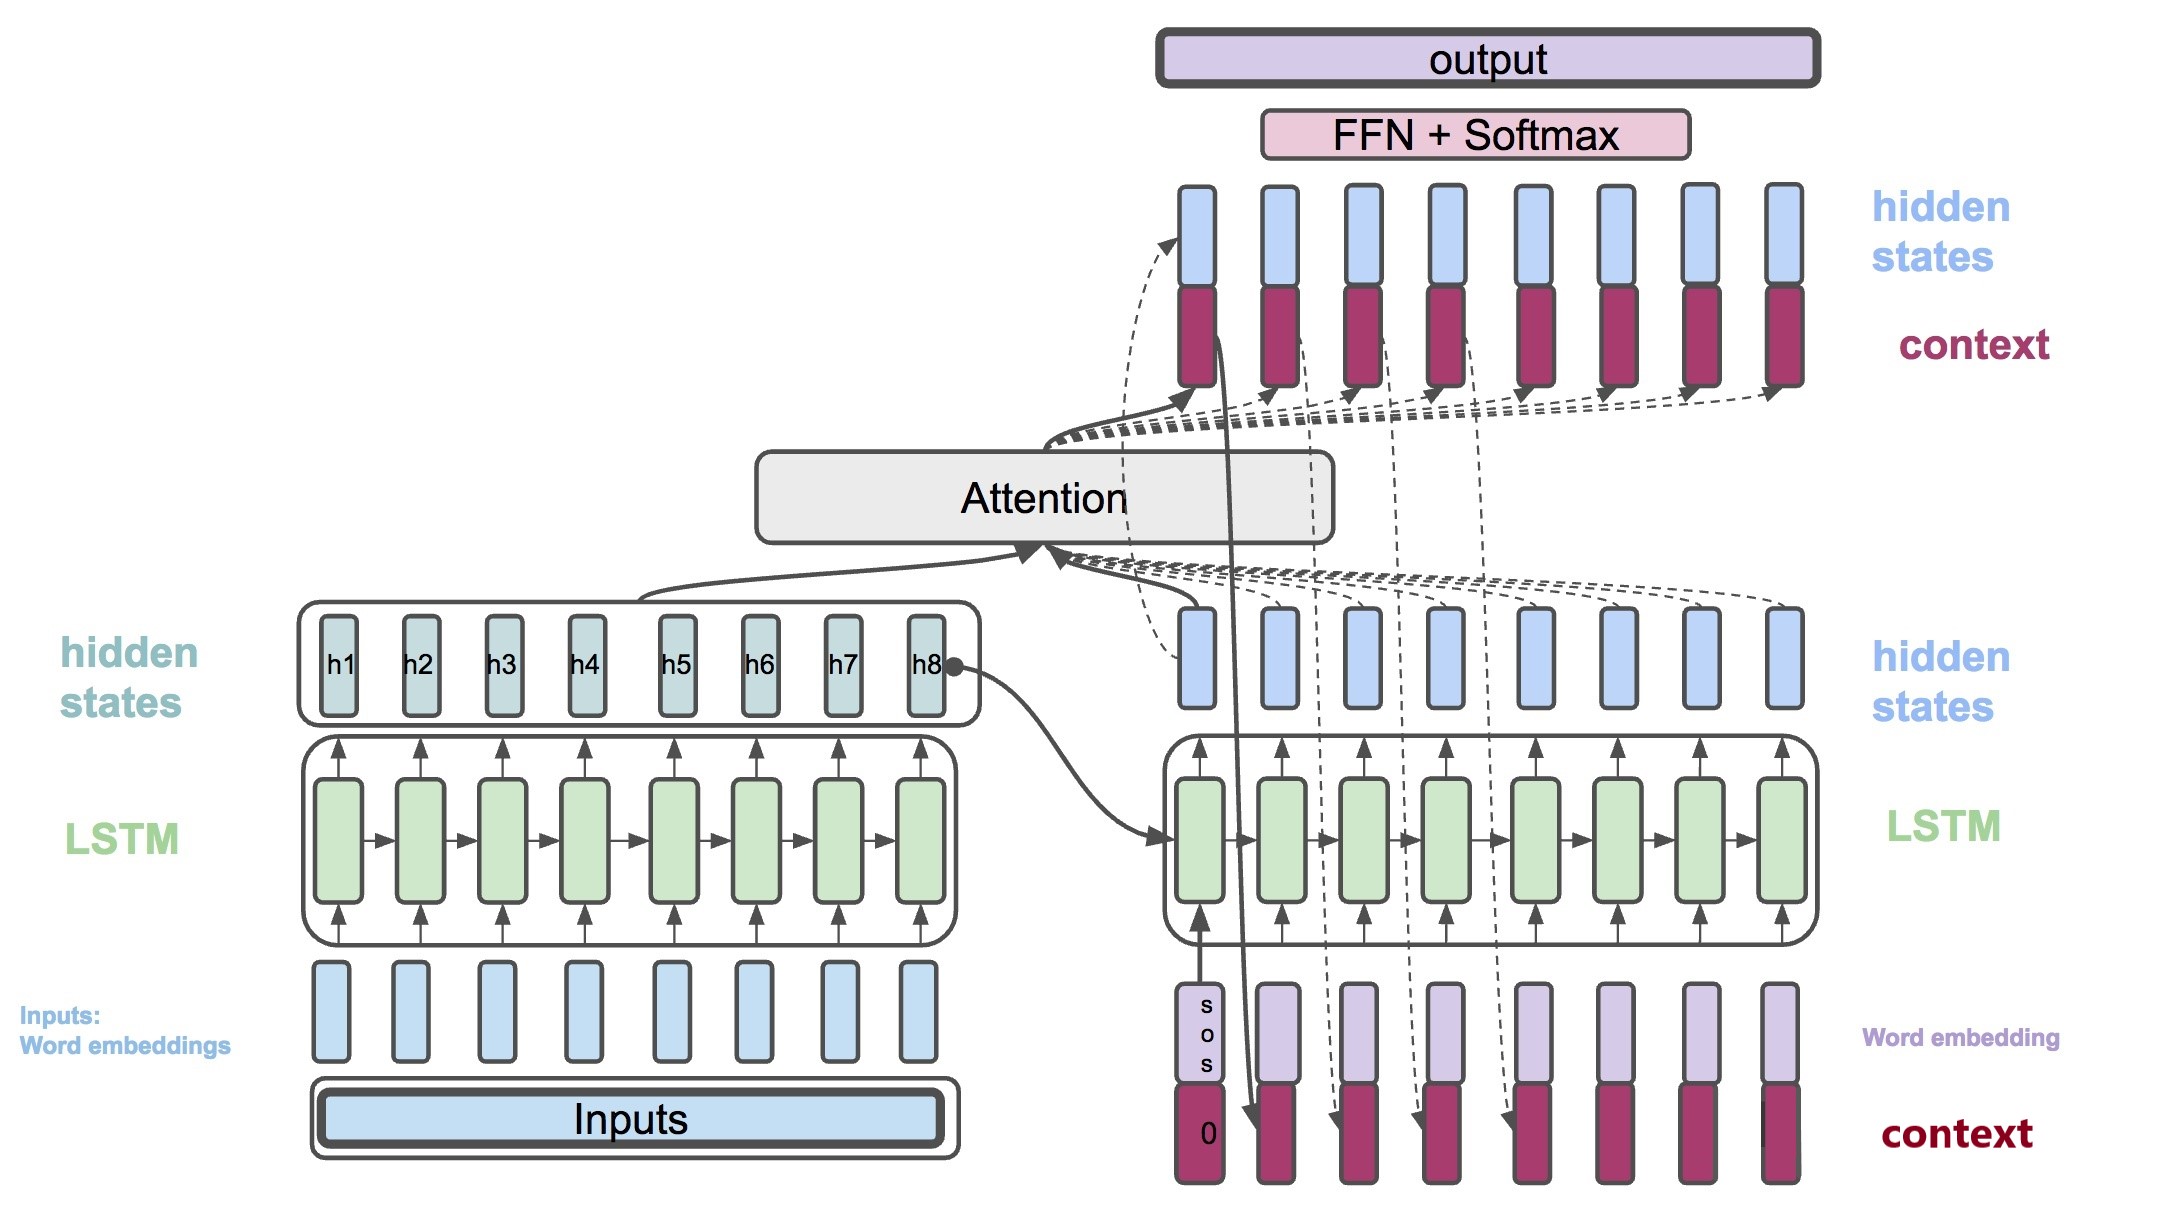 output
FFN + Softmax
hidden
states
context
Attention
hidden
states
h1 h2 h3 h4 h5 h6 h7 h8
hidden
states
LSTM
LSTM
Inputs:
Word embeddings
Inputs
s
o
s
0
Word embedding
context